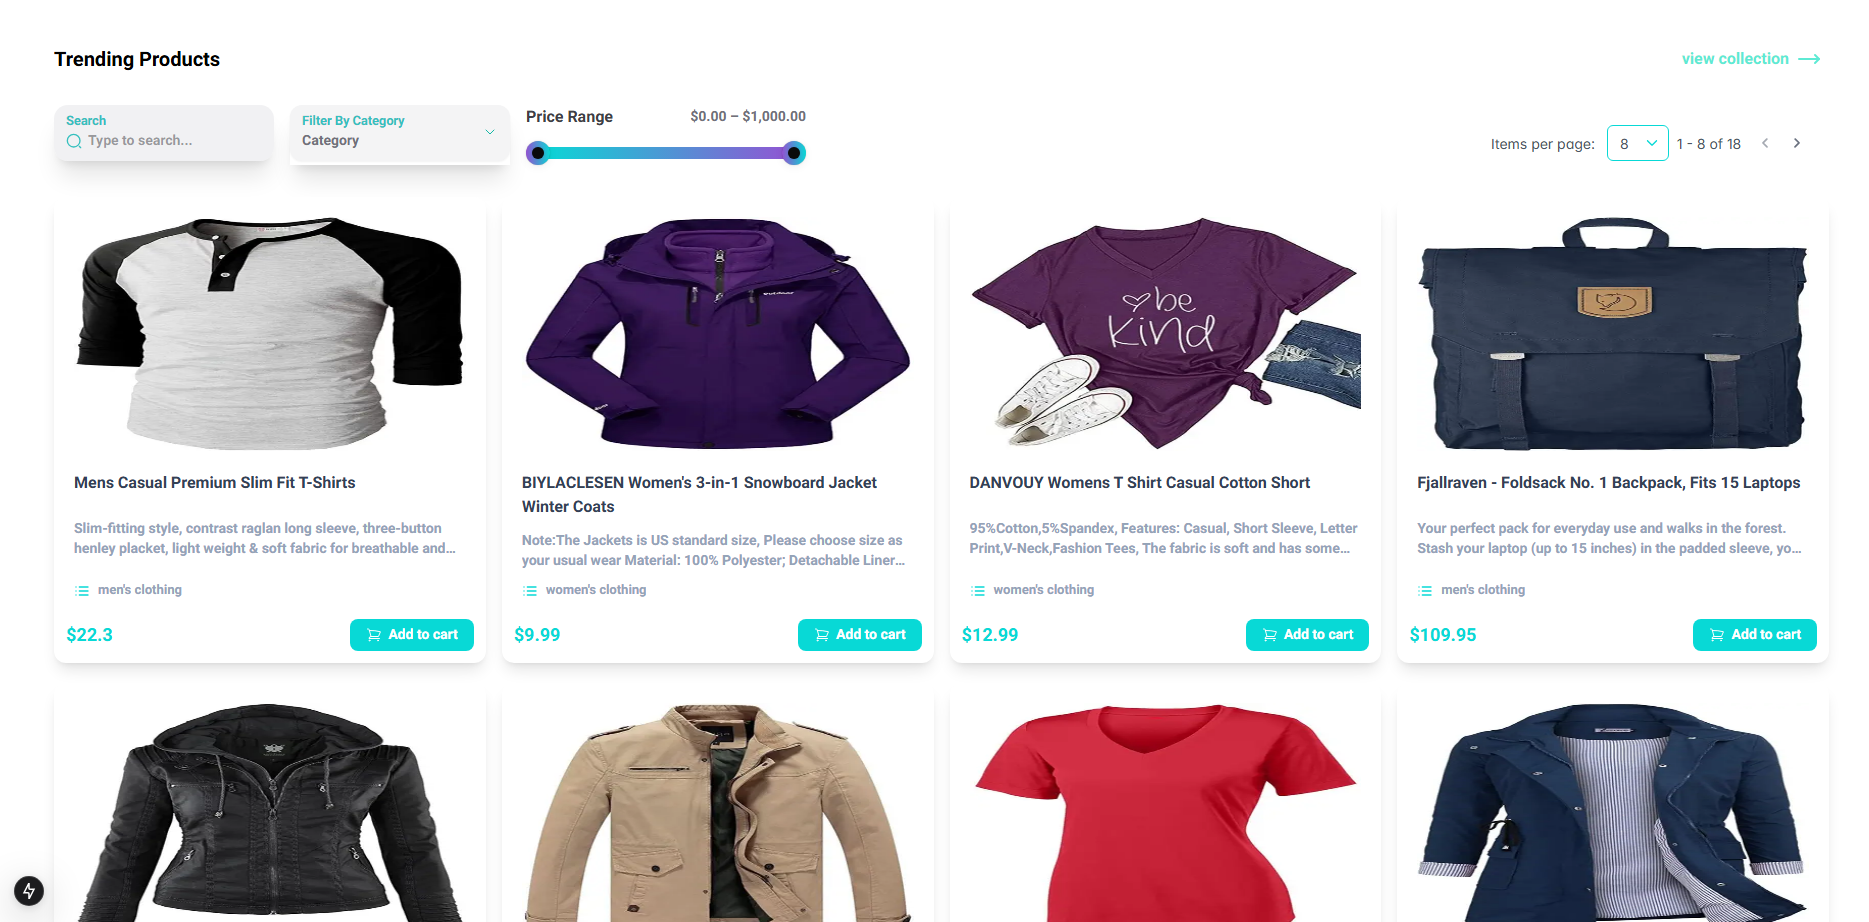 Trending Products
view collection
Search
Type to search...
Filter By Category
Category
Price Range
$0.00 – $1,000.00
Items per page:
8
1 - 8 of 18
be
kind
Mens Casual Premium Slim Fit T-Shirts
Slim-fitting style, contrast raglan long sleeve, three-button
henley placket, light weight & soft fabric for breathable and...
men's clothing
$22.3
Add to cart
BIYLACLESEN Women's 3-in-1 Snowboard Jacket
Winter Coats
Note:The Jackets is US standard size, Please choose size as
your usual wear Material: 100% Polyester; Detachable Liner...
women's clothing
$9.99
Add to cart
DANVOUY Womens T Shirt Casual Cotton Short
95%Cotton,5%Spandex, Features: Casual, Short Sleeve, Letter
Print,V-Neck,Fashion Tees, The fabric is soft and has some...
women's clothing
$12.99
Add to cart
Fjallraven - Foldsack No. 1 Backpack, Fits 15 Laptops
Your perfect pack for everyday use and walks in the forest.
Stash your laptop (up to 15 inches) in the padded sleeve, yo...
men's clothing
$109.95
Add to cart